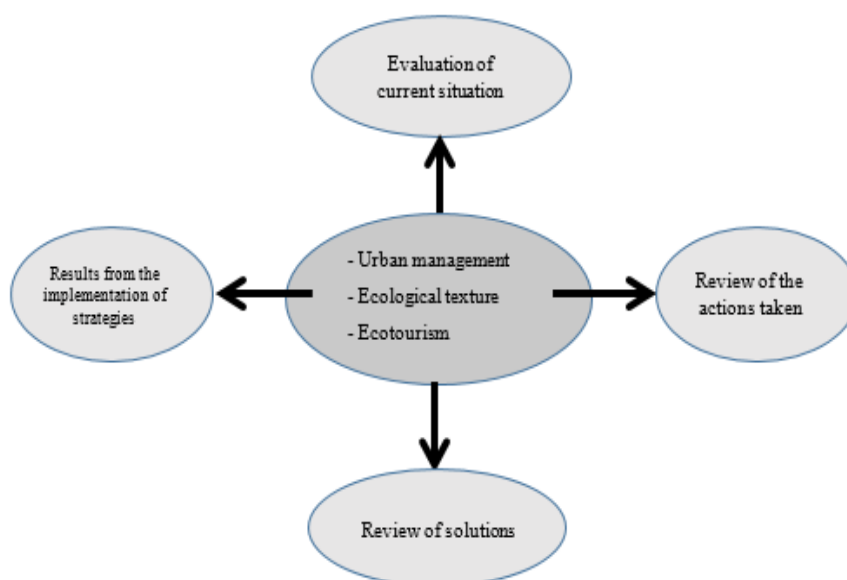 Evaluation of
current situation
- Urban management
- Ecological texture
- Ecotourism
Results from the
implementation of
strategies
Review of the
actions taken
Review of solutions